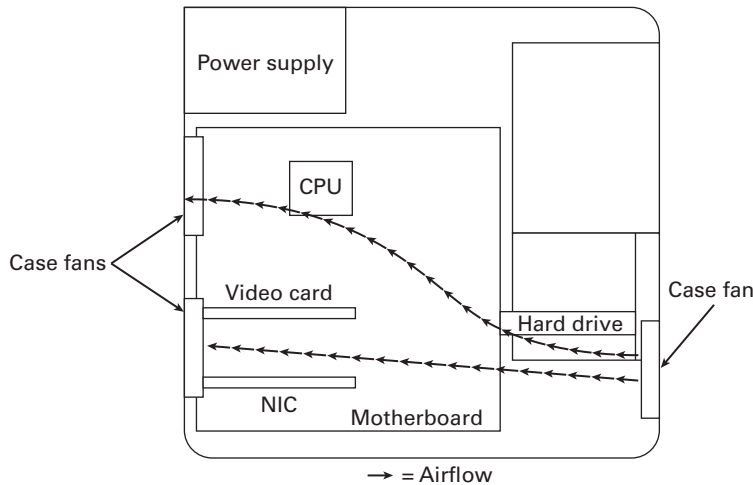 Power supply
CPU
Case fans
Video card
Case fan
Hard drive
NIC
Motherboard
= Airflow